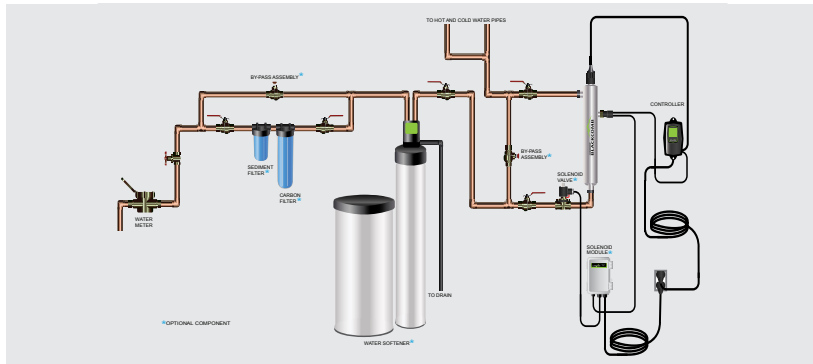 TO HOT AND COLD WATER PIPES
BY-PASS ASSEMBLY*
CONTROLLER
BLACKCOMB
BY-PASS
ASSEMBLY*
SEDIMENT
FILTER*
SOLENOID
VALVE*
CARBON
FILTER*
WATER
METER
SOLENOID
MODULE*
TO DRAIN
*OPTIONAL COMPONENT
WATER SOFTENER*